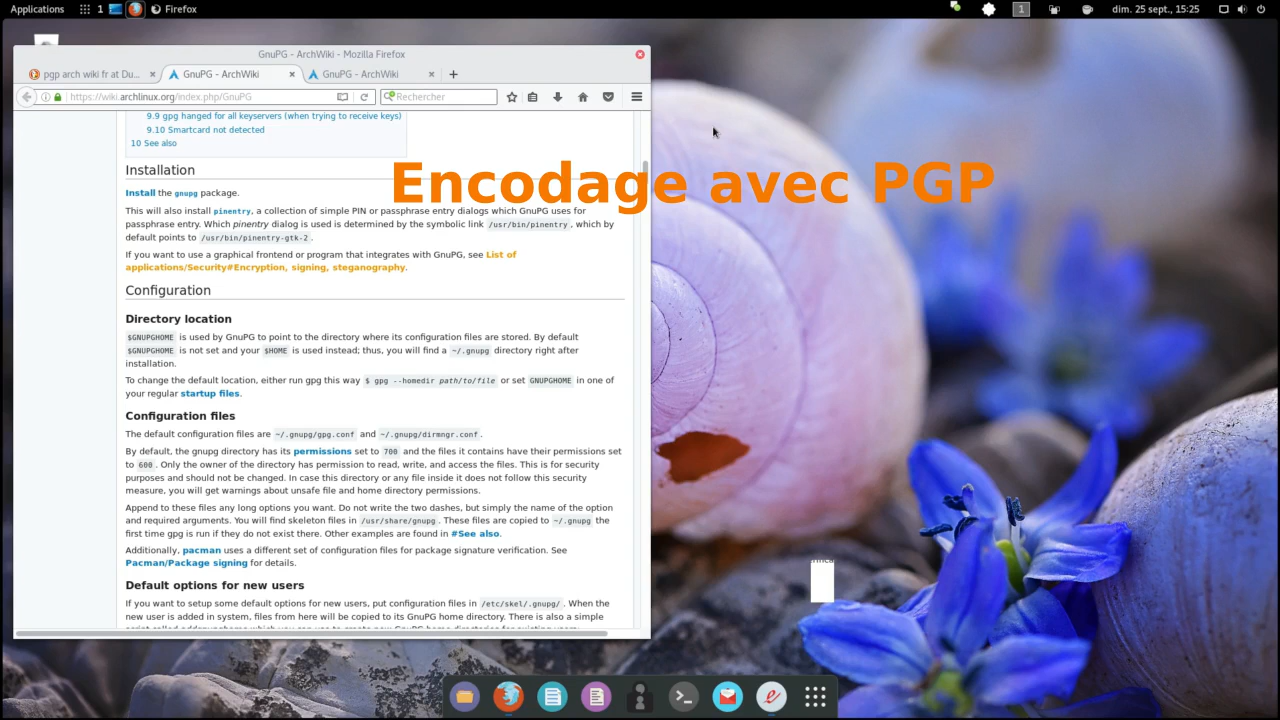 Applications 1 Firefox 1 dim. 25 sept., 15:25
GnuPG - ArchWiki - Mozilla Firefox
pgp arch wiki fr at Du... GnuPG - ArchWiki GnuPG - ArchWiki
https://wiki.archlinux.org/index.php/GnuPG Rechercher
9.9 gpg hanged for all keyservers (when trying to receive keys)
9.10 Smartcard not detected
10 See also
Installation
Encodage avec PGP
Install the gnupg package.
This will also install pinentry, a collection of simple PIN or passphrase entry dialogs which GnuPG uses for
passphrase entry. Which pinentry dialog is used is determined by the symbolic link /usr/bin/pinentry, which by
default points to /usr/bin/pinentry-gtk-2.
If you want to use a graphical frontend or program that integrates with GnuPG, see List of
applications/Security#Encryption, signing, steganography.
Configuration
Directory location
$GNUPGHOME is used by GnuPG to point to the directory where its configuration files are stored. By default
$GNUPGHOME is not set and your $HOME is used instead; thus, you will find a ~/.gnupg directory right after
installation.
To change the default location, either run gpg this way $ gpg --homedir path/to/file or set GNUPGHOME in one of
your regular startup files.
Configuration files
The default configuration files are ~/.gnupg/gpg.conf and ~/.gnupg/dirmngr.conf.
By default, the gnupg directory has its permissions set to 700 and the files it contains have their permissions set
to 600. Only the owner of the directory has permission to read, write, and access the files. This is for security
purposes and should not be changed. In case this directory or any file inside it does not follow this security
measure, you will get warnings about unsafe file and home directory permissions.
Append to these files any long options you want. Do not write the two dashes, but simply the name of the option
and required arguments. You will find skeleton files in /usr/share/gnupg. These files are copied to ~/.gnupg the
first time gpg is run if they do not exist there. Other examples are found in #See also.
Additionally, pacman uses a different set of configuration files for package signature verification. See
Pacman/Package signing for details.
Default options for new users
If you want to setup some default options for new users, put configuration files in /etc/skel/.gnupg/. When the
new user is added in system, files from here will be copied to its GnuPG home directory. There is also a simple